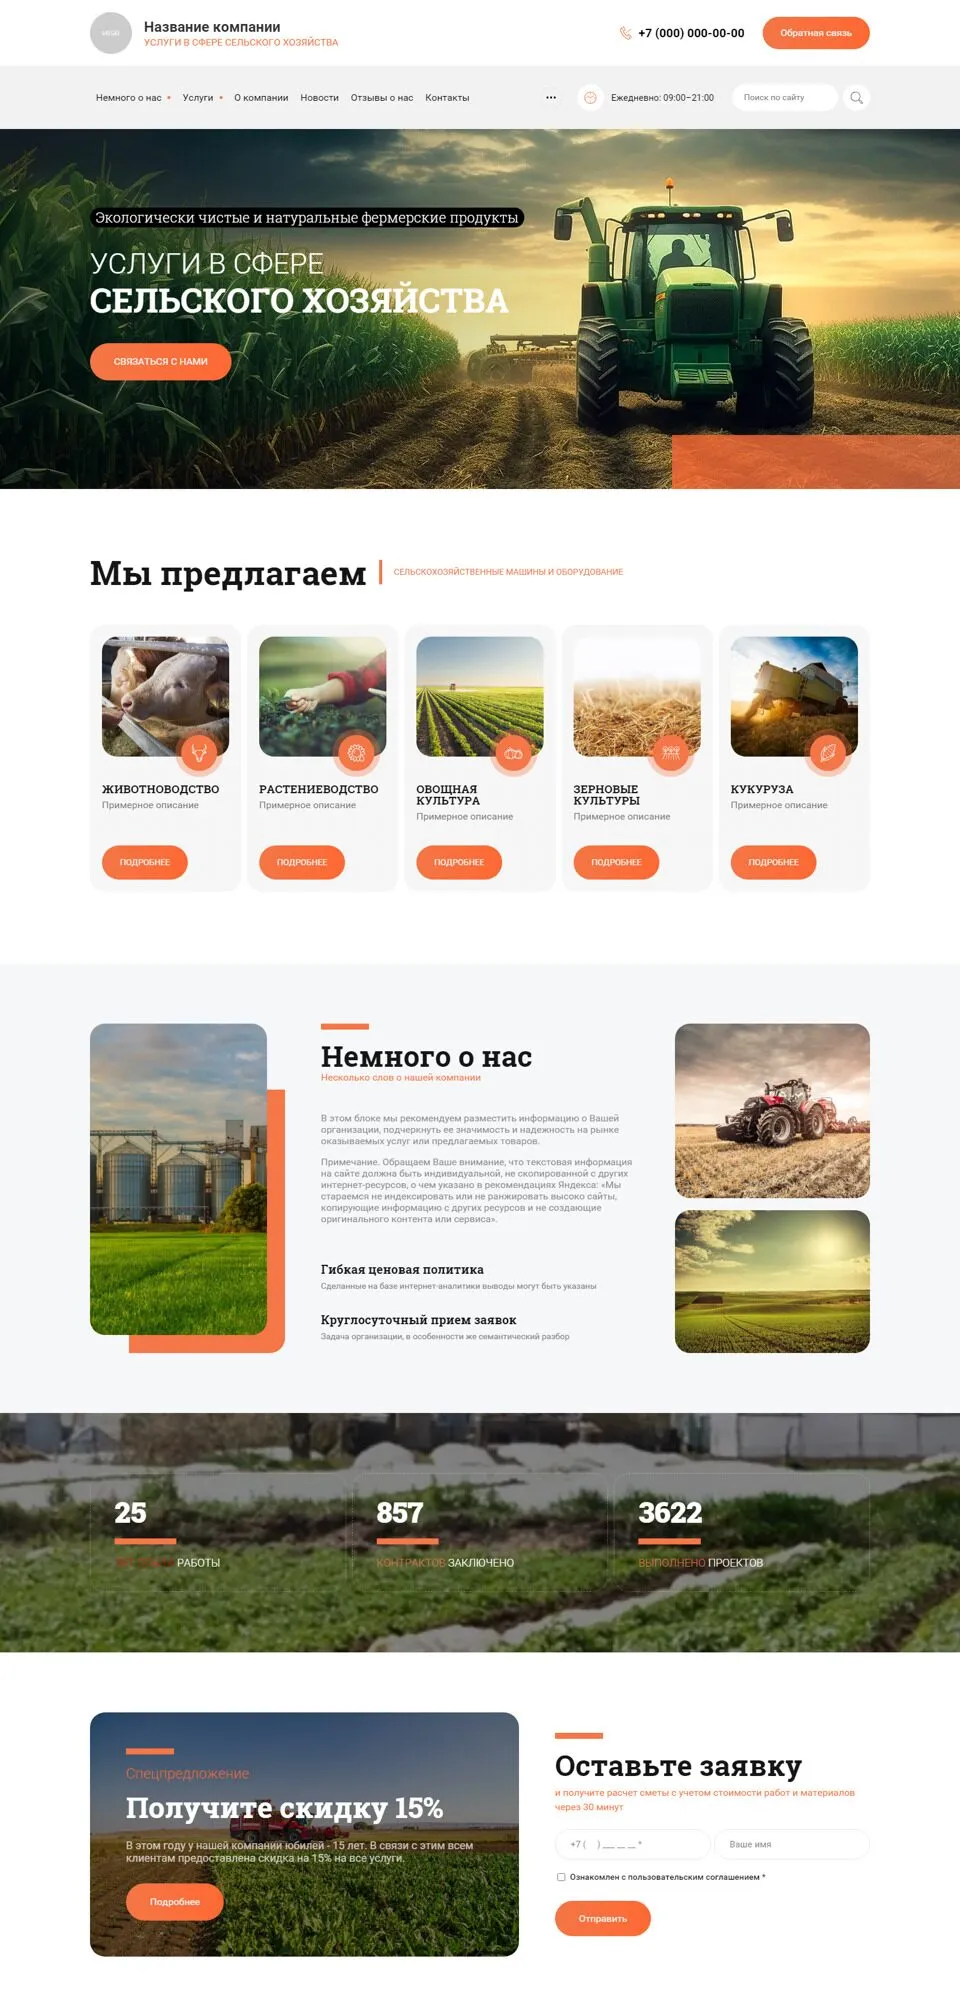 Название компании
УСЛУГИ В СФЕРЕ СЕЛЬСКОГО ХОЗЯЙСТВА
+7 (000) 000-00-00
Обратная связь
Немного о нас
Услуги
О компании
Новости
Отзывы о нас
Контакты
Ежедневно: 09:00–21:00
Поиск по сайту
Экологически чистые и натуральные фермерские продукты
УСЛУГИ В СФЕРЕ
СЕЛЬСКОГО ХОЗЯЙСТВА
СВЯЗАТЬСЯ С НАМИ
Мы предлагаем
СЕЛЬСКОХОЗЯЙСТВЕННЫЕ МАШИНЫ И ОБОРУДОВАНИЕ
ЖИВОТНОВОДСТВО
Примерное описание
ПОДРОБНЕЕ
РАСТЕНИЕВОДСТВО
Примерное описание
ПОДРОБНЕЕ
ОВОЩНАЯ
КУЛЬТУРА
Примерное описание
ПОДРОБНЕЕ
ЗЕРНОВЫЕ
КУЛЬТУРЫ
Примерное описание
ПОДРОБНЕЕ
КУКУРУЗА
Примерное описание
ПОДРОБНЕЕ
Немного о нас
Несколько слов о нашей компании
В этом блоке мы рекомендуем разместить информацию о Вашей
организации, подчеркнуть ее значимость и надежность на рынке
оказываемых услуг или предлагаемых товаров.
Примечание. Обращаем Ваше внимание, что текстовая информация
на сайте должна быть индивидуальной, не скопированной с других
интернет-ресурсов, о чем указано в рекомендациях Яндекса: «Мы
стараемся не индексировать или не ранжировать высоко сайты,
копирующие информацию с других ресурсов и не создающие
оригинального контента или сервиса».
Гибкая ценовая политика
Сделанные на базе интернет-аналитики выводы могут быть указаны
Круглосуточный прием заявок
Задача организации, в особенности же семантический разбор
25
РАБОТЫ
857
КОНТРАКТОВ ЗАКЛЮЧЕНО
3622
ВЫПОЛНЕНО ПРОЕКТОВ
Спецпредложение
Получите скидку 15%
В этом году у нашей компании юбилей - 15 лет. В связи с этим всем
клиентам предоставлена скидка на 15% на все услуги.
Подробнее
Оставьте заявку
и получите расчет сметы с учетом стоимости работ и материалов
через 30 минут
+7 ( ) ___ __ __ *
Ваше имя
Ознакомлен с пользовательским соглашением *
Отправить